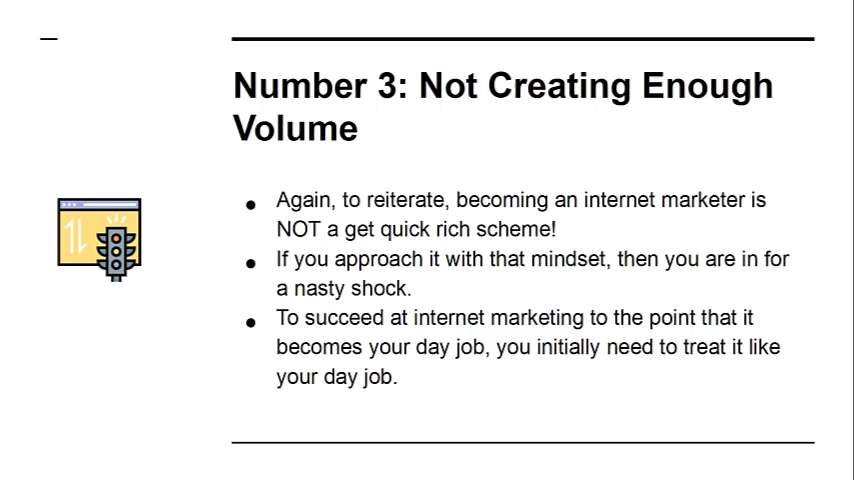 Number 3: Not Creating Enough
Volume
● Again, to reiterate, becoming an internet marketer is
NOT a get quick rich scheme!
● If you approach it with that mindset, then you are in for
a nasty shock.
● To succeed at internet marketing to the point that it
becomes your day job, you initially need to treat it like
your day job.